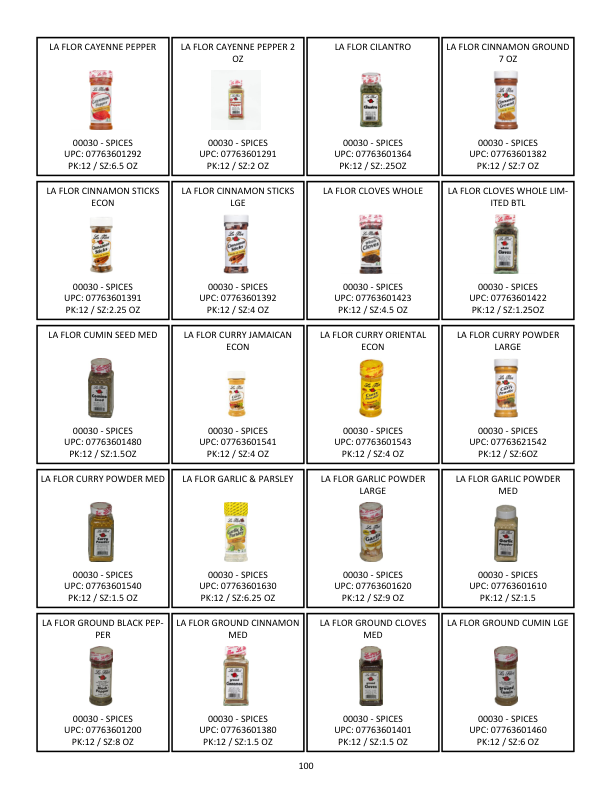 LA FLOR CAYENNE PEPPER
00030 - SPICES
UPC: 07763601292
PK:12 / SZ:6.5 OZ
LA FLOR CAYENNE PEPPER 2
OZ
00030 - SPICES
UPC: 07763601291
PK:12 / SZ:2 OZ
LA FLOR CILANTRO
00030 - SPICES
UPC: 07763601364
PK:12 / SZ:.25OZ
LA FLOR CINNAMON GROUND
7 OZ
00030 - SPICES
UPC: 07763601382
PK:12 / SZ:7 OZ
LA FLOR CINNAMON STICKS
ECON
00030 - SPICES
UPC: 07763601391
PK:12 / SZ:2.25 OZ
LA FLOR CINNAMON STICKS
LGE
00030 - SPICES
UPC: 07763601392
PK:12 / SZ:4 OZ
LA FLOR CLOVES WHOLE
00030 - SPICES
UPC: 07763601423
PK:12 / SZ:4.5 OZ
LA FLOR CLOVES WHOLE LIM-
ITED BTL
00030 - SPICES
UPC: 07763601422
PK:12 / SZ:1.25OZ
LA FLOR CUMIN SEED MED
00030 - SPICES
UPC: 07763601480
PK:12 / SZ:1.5OZ
LA FLOR CURRY JAMAICAN
ECON
00030 - SPICES
UPC: 07763601541
PK:12 / SZ:4 OZ
LA FLOR CURRY ORIENTAL
ECON
00030 - SPICES
UPC: 07763601543
PK:12 / SZ:4 OZ
LA FLOR CURRY POWDER
LARGE
00030 - SPICES
UPC: 07763621542
PK:12 / SZ:6OZ
LA FLOR CURRY POWDER MED
00030 - SPICES
UPC: 07763601540
PK:12 / SZ:1.5 OZ
LA FLOR GARLIC & PARSLEY
00030 - SPICES
UPC: 07763601630
PK:12 / SZ:6.25 OZ
LA FLOR GARLIC POWDER
LARGE
00030 - SPICES
UPC: 07763601620
PK:12 / SZ:9 OZ
LA FLOR GARLIC POWDER
MED
00030 - SPICES
UPC: 07763601610
PK:12 / SZ:1.5
LA FLOR GROUND BLACK PEP-
PER
00030 - SPICES
UPC: 07763601200
PK:12 / SZ:8 OZ
LA FLOR GROUND CINNAMON
MED
00030 - SPICES
UPC: 07763601380
PK:12 / SZ:1.5 OZ
LA FLOR GROUND CLOVES
MED
00030 - SPICES
UPC: 07763601401
PK:12 / SZ:1.5 OZ
LA FLOR GROUND CUMIN LGE
00030 - SPICES
UPC: 07763601460
PK:12 / SZ:6 OZ
100